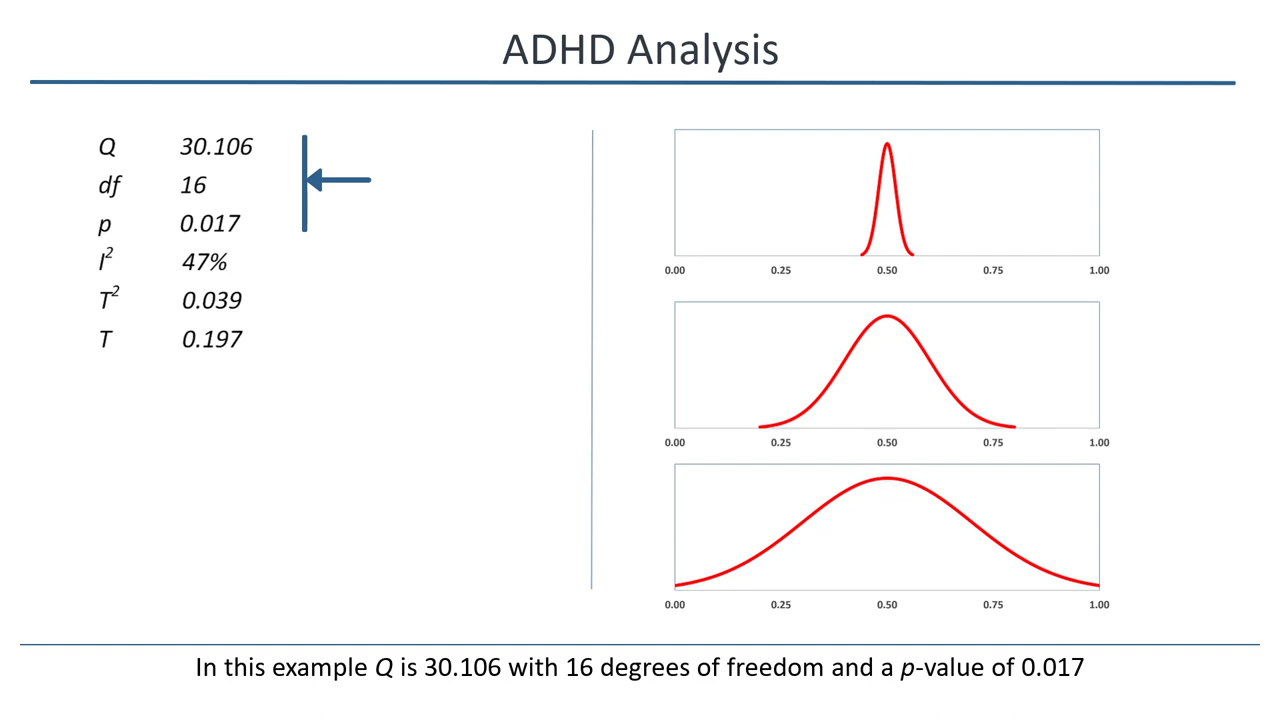 ADHD Analysis
Q 30.106
df 16
p 0.017
I² 47%
T² 0.039
T 0.197
0.00 0.25 0.50 0.75 1.00
0.00 0.25 0.50 0.75 1.00
0.00 0.25 0.50 0.75 1.00
In this example Q is 30.106 with 16 degrees of freedom and a p-value of 0.017